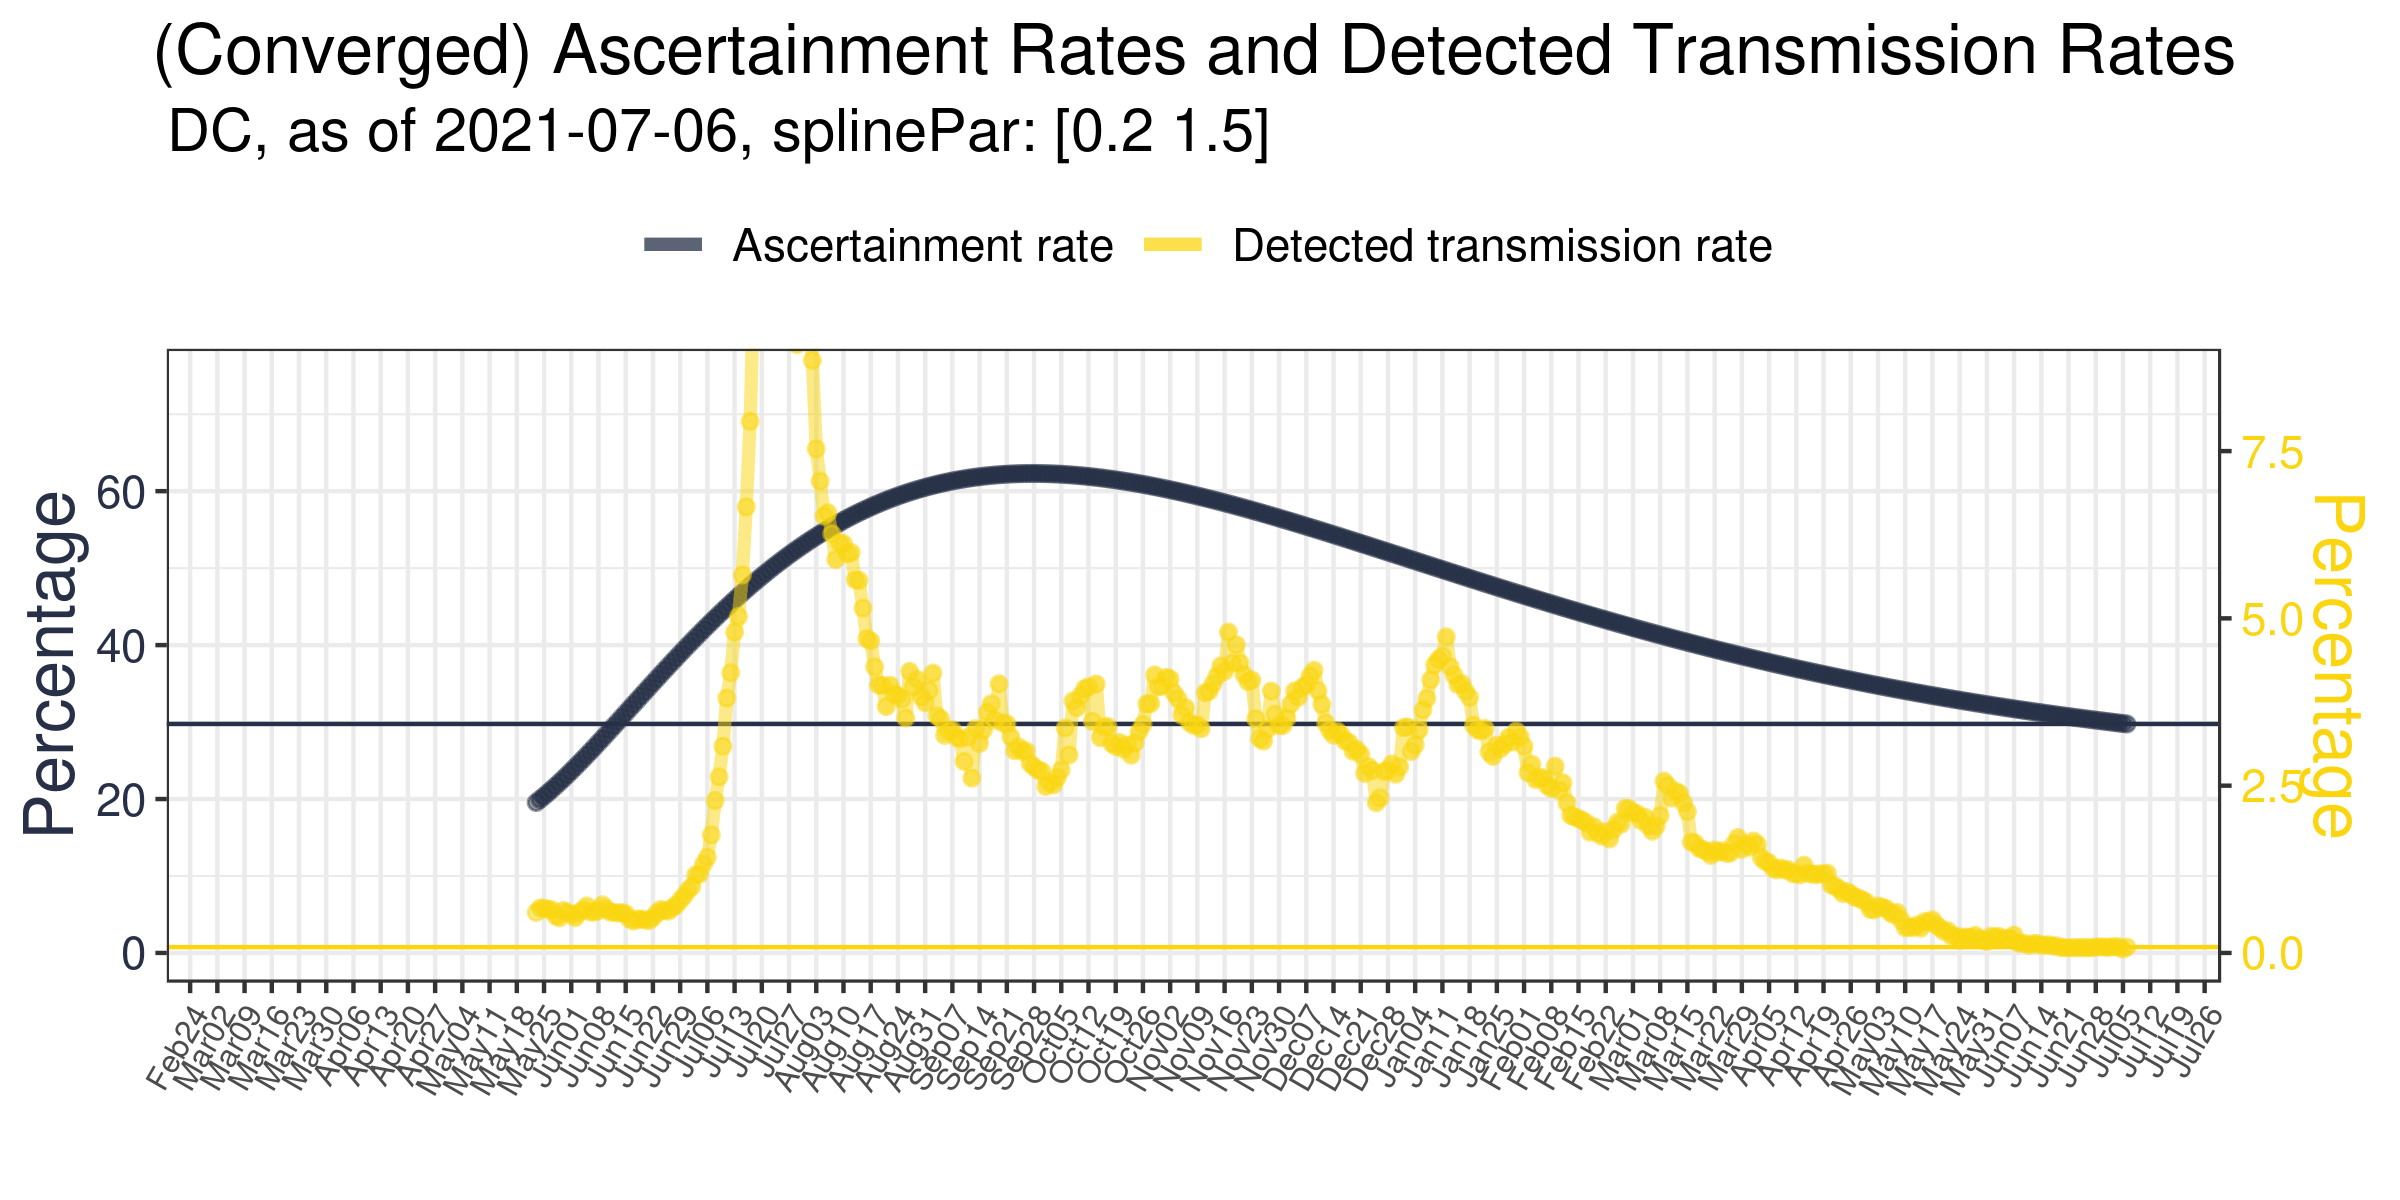 (Converged) Ascertainment Rates and Detected Transmission Rates
DC, as of 2021-07-06, splinePar: [0.2 1.5]
Ascertainment rate
Detected transmission rate
Percentage
60
40
20
0
7.5
5.0
2.5
0.0
Percentage
Feb24
Mar02
Mar09
Mar16
Mar23
Mar30
Apr06
Apr13
Apr20
Apr27
May04
May11
May18
May25
Jun01
Jun08
Jun15
Jun22
Jun29
Jul06
Jul13
Jul20
Jul27
Aug03
Aug10
Aug17
Aug24
Aug31
Sep07
Sep14
Sep21
Sep28
Oct05
Oct12
Oct19
Oct26
Nov02
Nov09
Nov16
Nov23
Nov30
Dec07
Dec14
Dec21
Dec28
Jan04
Jan11
Jan18
Jan25
Feb01
Feb08
Feb15
Feb22
Mar01
Mar08
Mar15
Mar22
Mar29
Apr05
Apr12
Apr19
Apr26
May03
May10
May17
May24
May31
Jun07
Jun14
Jun21
Jun28
Jul05
Jul12
Jul19
Jul26